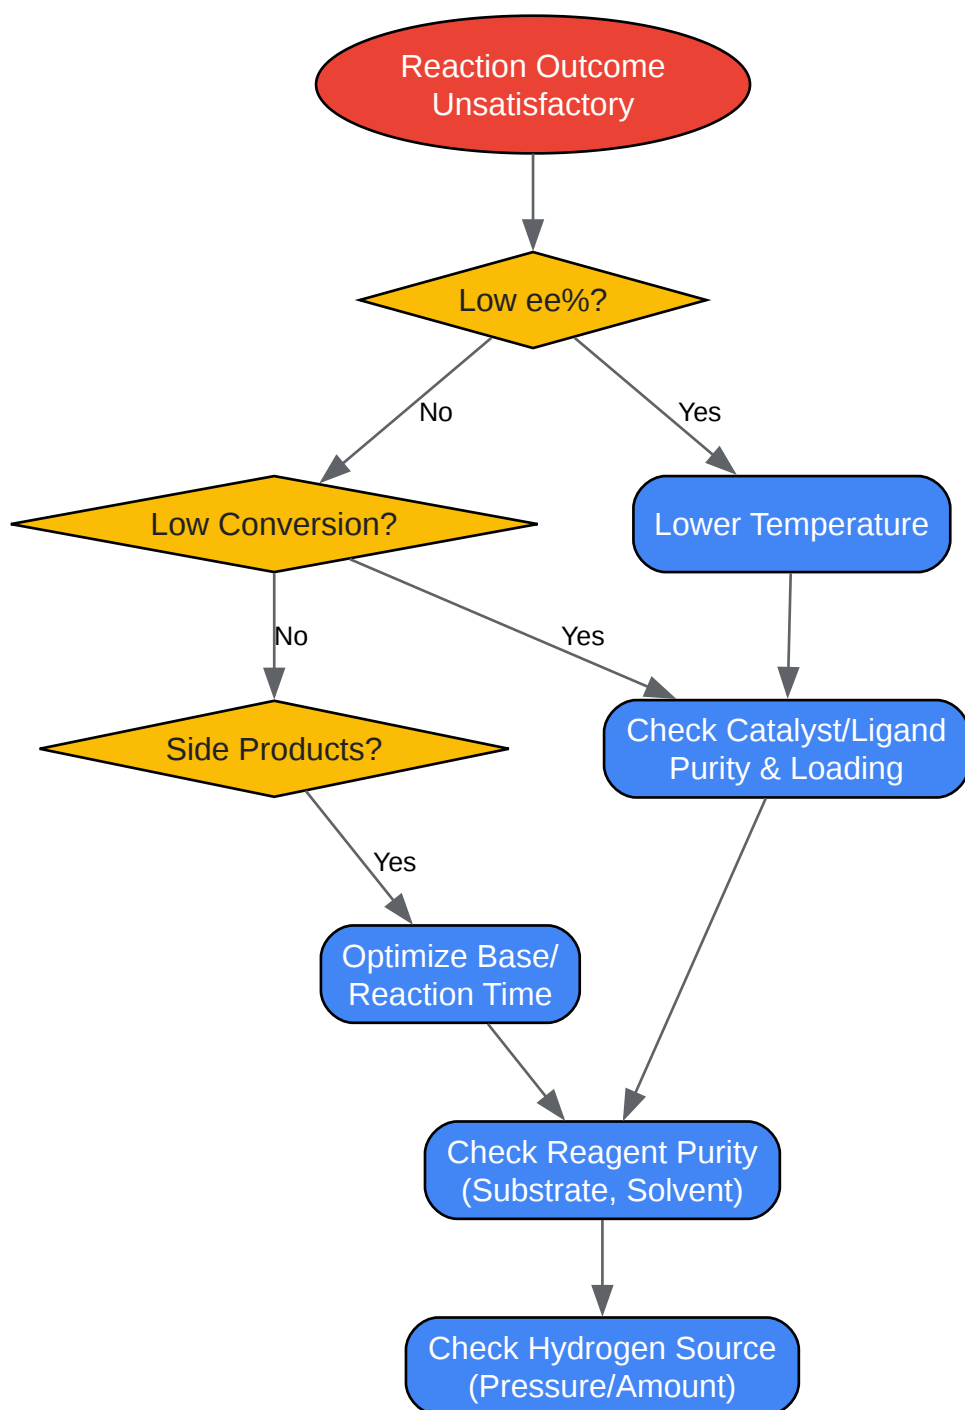 Reaction Outcome
Unsatisfactory
Low ee%?
No
Yes
Low Conversion?
Lower Temperature
No
Yes
Side Products?
Check Catalyst/Ligand
Purity & Loading
Yes
Optimize Base/
Reaction Time
Check Reagent Purity
(Substrate, Solvent)
Check Hydrogen Source
(Pressure/Amount)